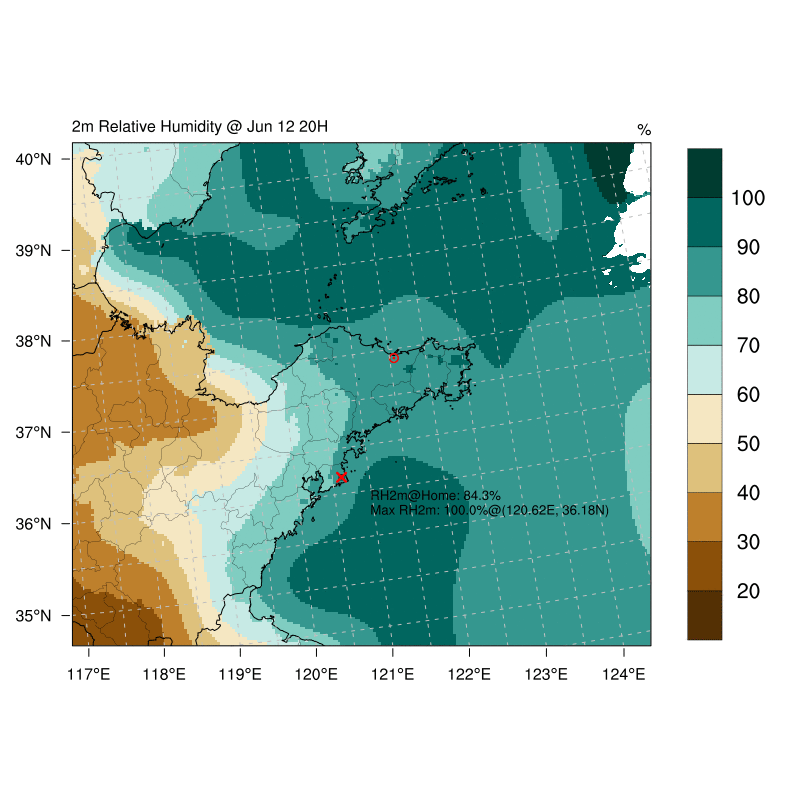 2m Relative Humidity @ Jun 12 20H
%
40°N
39°N
38°N
37°N
36°N
35°N
117°E 118°E 119°E 120°E 121°E 122°E 123°E 124°E
RH2m@Home: 84.3%
Max RH2m: 100.0%@(120.62E, 36.18N)
100
90
80
70
60
50
40
30
20